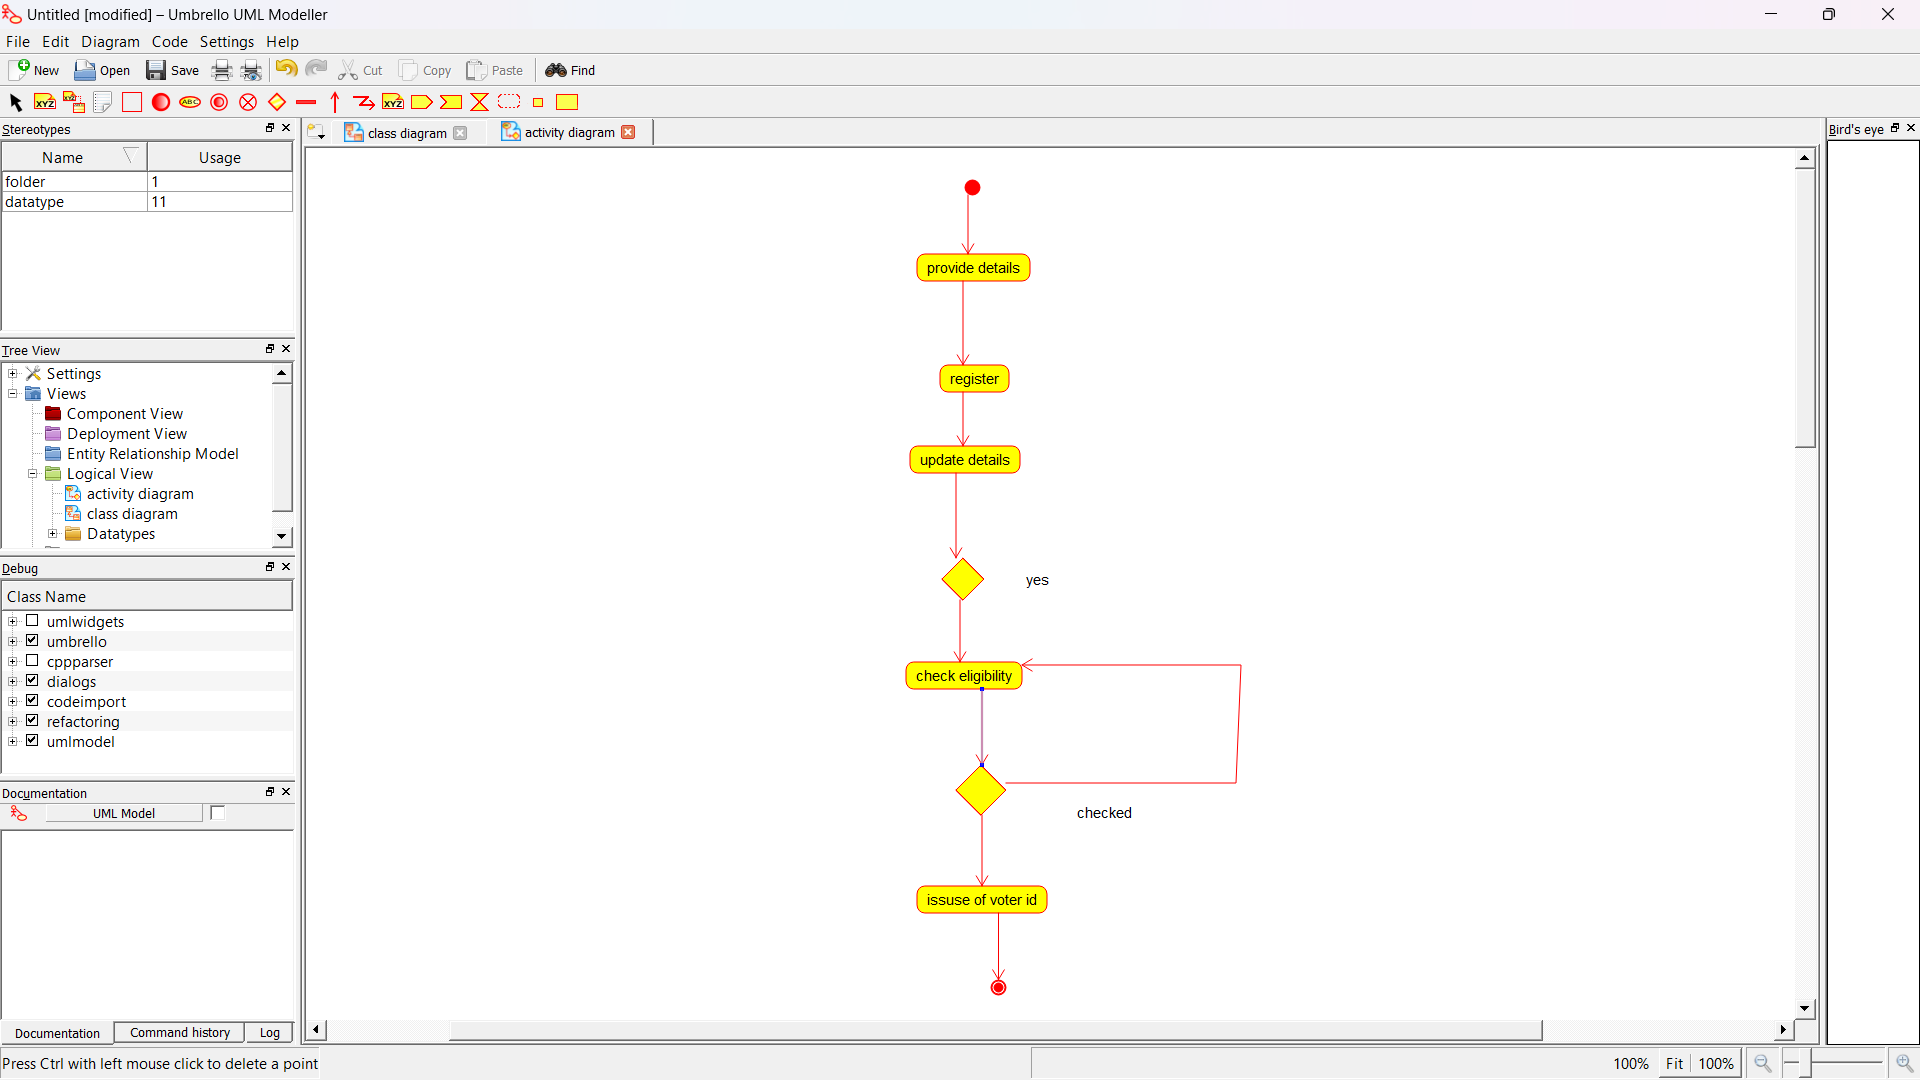 Untitled [modified] – Umbrello UML Modeller
File Edit Diagram Code Settings Help
New Open Save Cut Copy Paste Find
XYZ XYZ ABC XYZ
Stereotypes
Name Usage
folder 1
datatype 11
Tree View
Settings
Views
Component View
Deployment View
Entity Relationship Model
Logical View
activity diagram
class diagram
Datatypes
Debug
Class Name
umlwidgets
umbrello
cppparser
dialogs
codeimport
refactoring
umlmodel
Documentation
UML Model
Documentation Command history Log
Press Ctrl with left mouse click to delete a point
class diagram activity diagram
provide details
register
update details
yes
check eligibility
checked
issuse of voter id
Bird's eye
100% Fit 100%